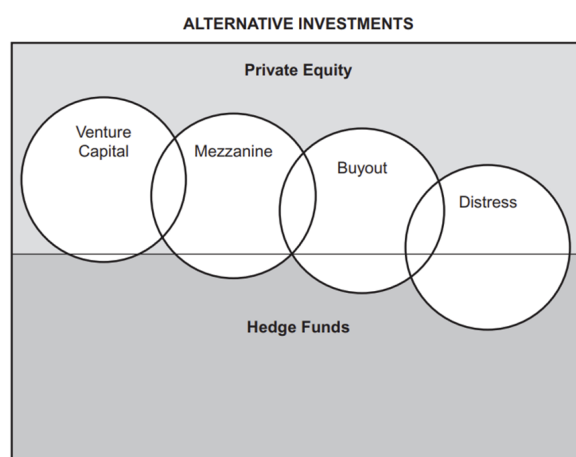 ALTERNATIVE INVESTMENTS
Private Equity
Venture
Capital
Mezzanine
Buyout
Distress
Hedge Funds